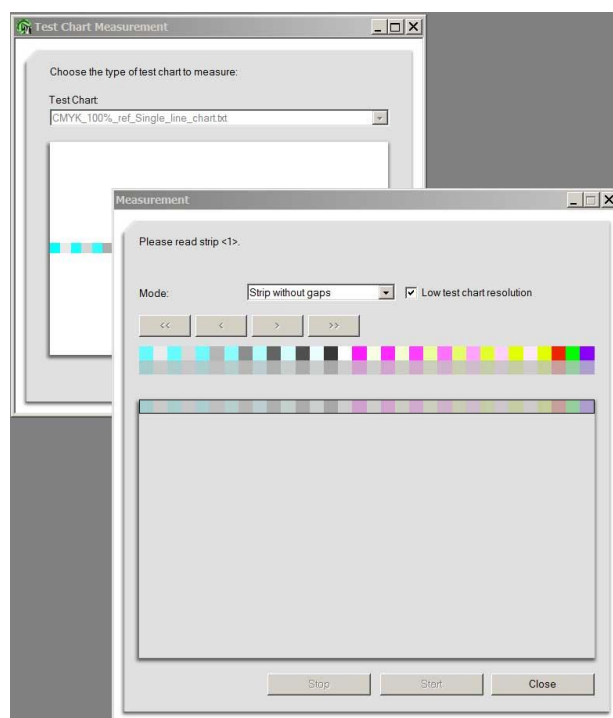 Test Chart Measurement
Choose the type of test chart to measure:
Test Chart:
CMYK_100%_ref_Single_line_chart.txt
Measurement
Please read strip <1>.
Mode:
Strip without gaps
Low test chart resolution
<<
<
>
>>
Stop
Start
Close